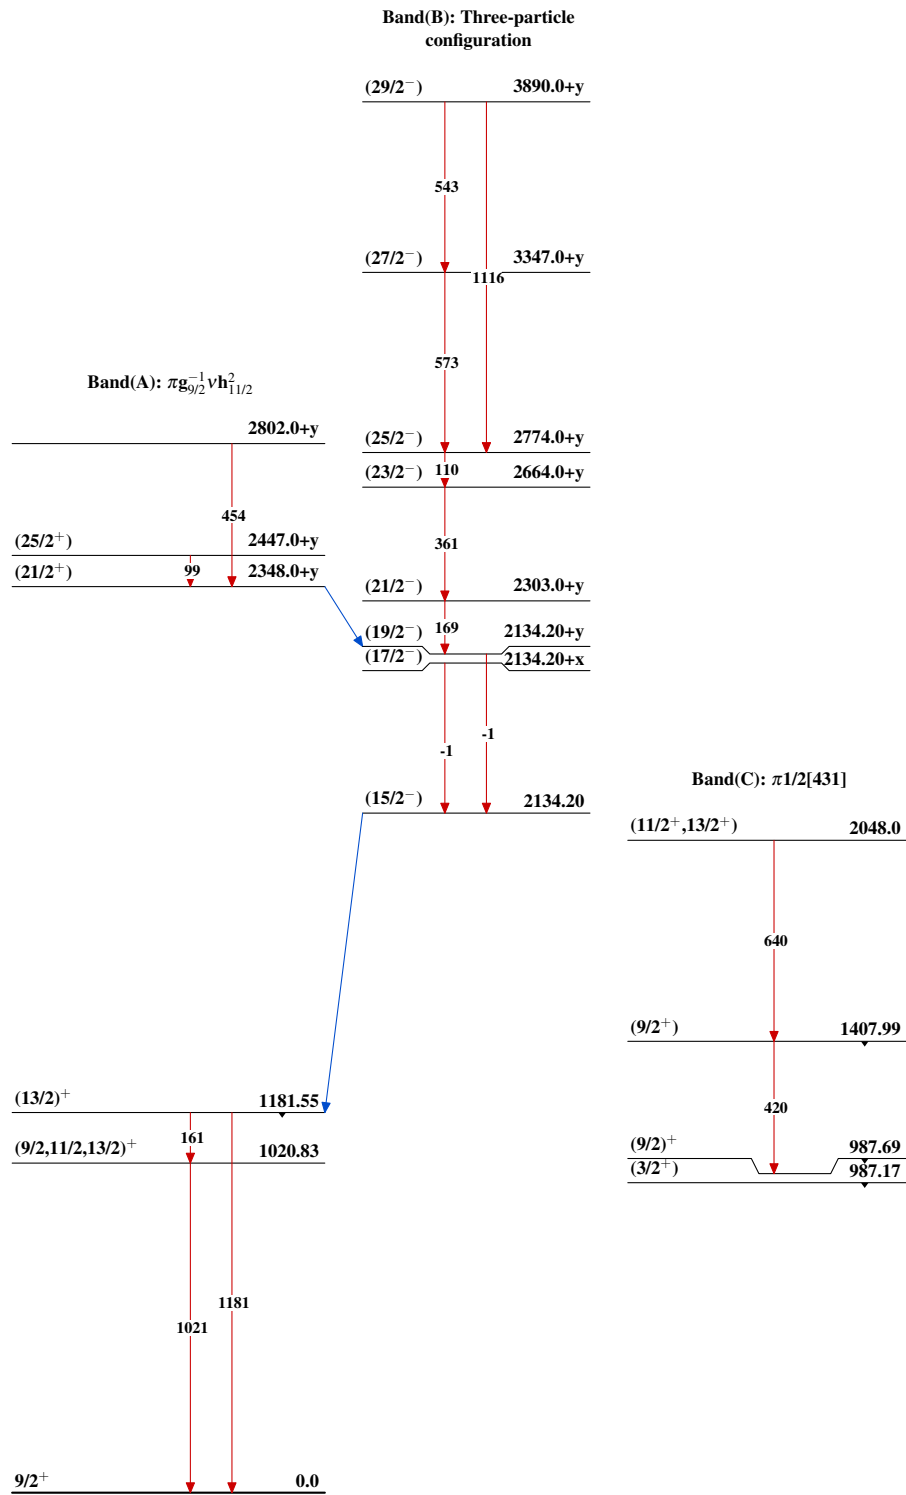 Band(B): Three-particle
configuration
(29/2⁻) 3890.0+y
543
(27/2⁻) 3347.0+y
1116
573
Band(A): πg⁻¹₉/₂νh²₁₁/₂
2802.0+y
(25/2⁻) 2774.0+y
110
(23/2⁻) 2664.0+y
454
361
(25/2⁺) 2447.0+y
99
(21/2⁺) 2348.0+y
(21/2⁻) 2303.0+y
169
(19/2⁻) 2134.20+y
(17/2⁻) 2134.20+x
-1
-1
Band(C): π1/2[431]
(15/2⁻) 2134.20
(11/2⁺,13/2⁺) 2048.0
640
(9/2⁺) 1407.99
420
(13/2)⁺ 1181.55
161
(9/2,11/2,13/2)⁺ 1020.83
(9/2)⁺ 987.69
(3/2⁺) 987.17
1181
1021
9/2⁺ 0.0